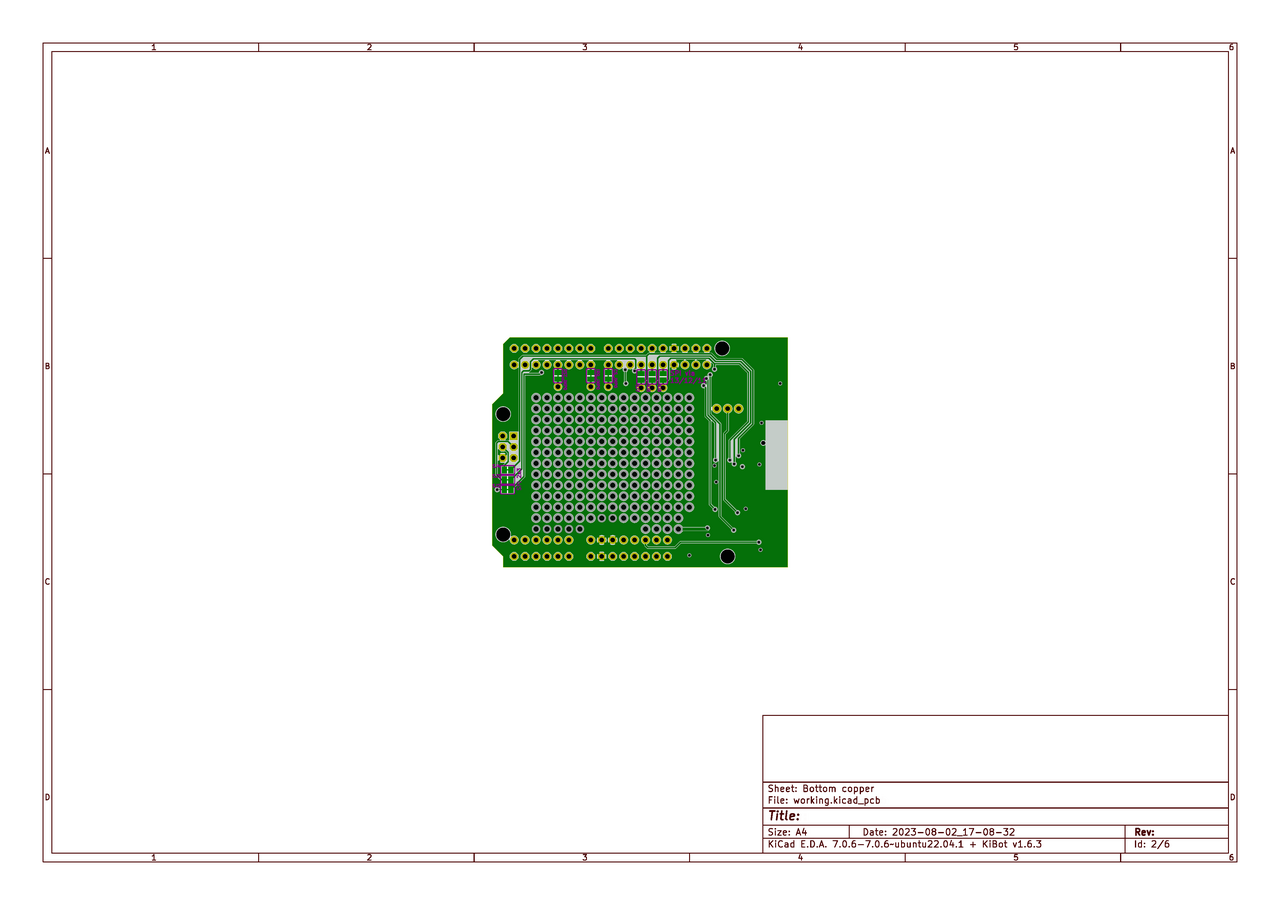 1 2 3 4 5 6
A A
B B
C C
D D
Sheet: Bottom copper
File: working.kicad_pcb
Title:
Size: A4 Date: 2023-08-02_17-08-32 Rev:
KiCad E.D.A. 7.0.6-7.0.6~ubuntu22.04.1 + KiBot v1.6.3 Id: 2/6
1 2 3 4 5 6